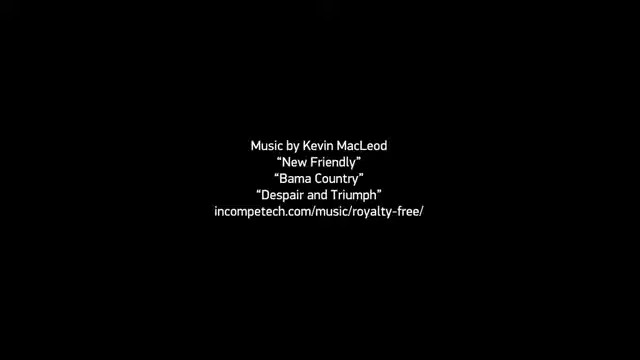 Music by Kevin MacLeod
“New Friendly”
“Bama Country”
“Despair and Triumph”
incompetech.com/music/royalty-free/